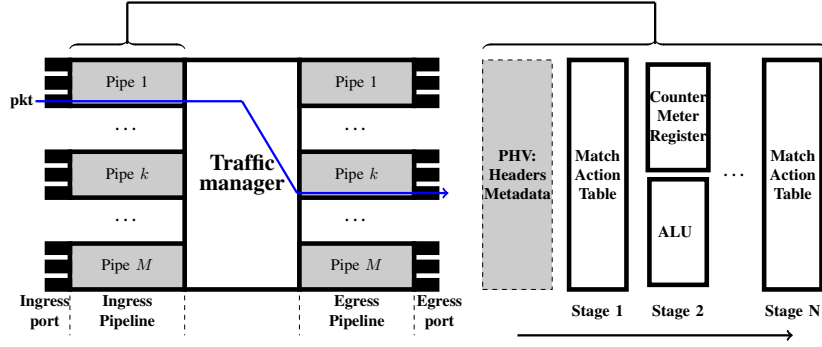 Pipe 1
pkt
...
Pipe k
...
Pipe M
Traffic
manager
Pipe 1
...
Pipe k
...
Pipe M
Ingress
port
Ingress
Pipeline
Egress
Pipeline
Egress
port
PHV:
Headers
Metadata
Match
Action
Table
Counter
Meter
Register
ALU
...
Match
Action
Table
Stage 1
Stage 2
Stage N